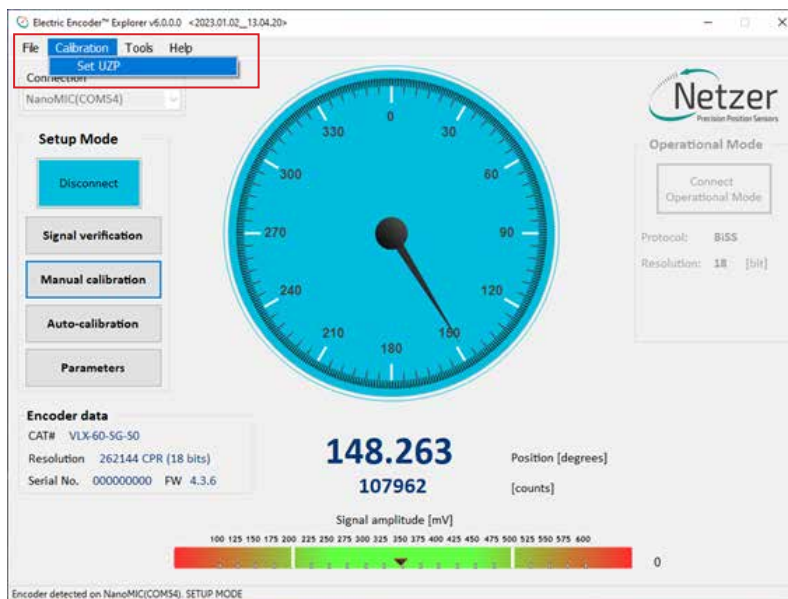 Electric Encoder™ Explorer v6.0.0.0 <2023.01.02__13.04.20>
File Calibration Tools Help
Set UZP
Connection
NanoMIC(COM54)
Setup Mode
Disconnect
Signal verification
Manual calibration
Auto-calibration
Parameters
0
30
60
90
120
150
180
210
240
270
300
330
Netzer
Precision Position Sensors
Operational Mode
Connect
Operational Mode
Protocol: BiSS
Resolution: 18 [bit]
Encoder data
CAT# VLX-60-SG-S0
Resolution 262144 CPR (18 bits)
Serial No. 000000000 FW 4.3.6
148.263 Position [degrees]
107962 [counts]
Signal amplitude [mV]
100 125 150 175 200 225 250 275 300 325 350 375 400 425 450 475 500 525 550 575 600
0
Encoder detected on NanoMIC(COM54). SETUP MODE